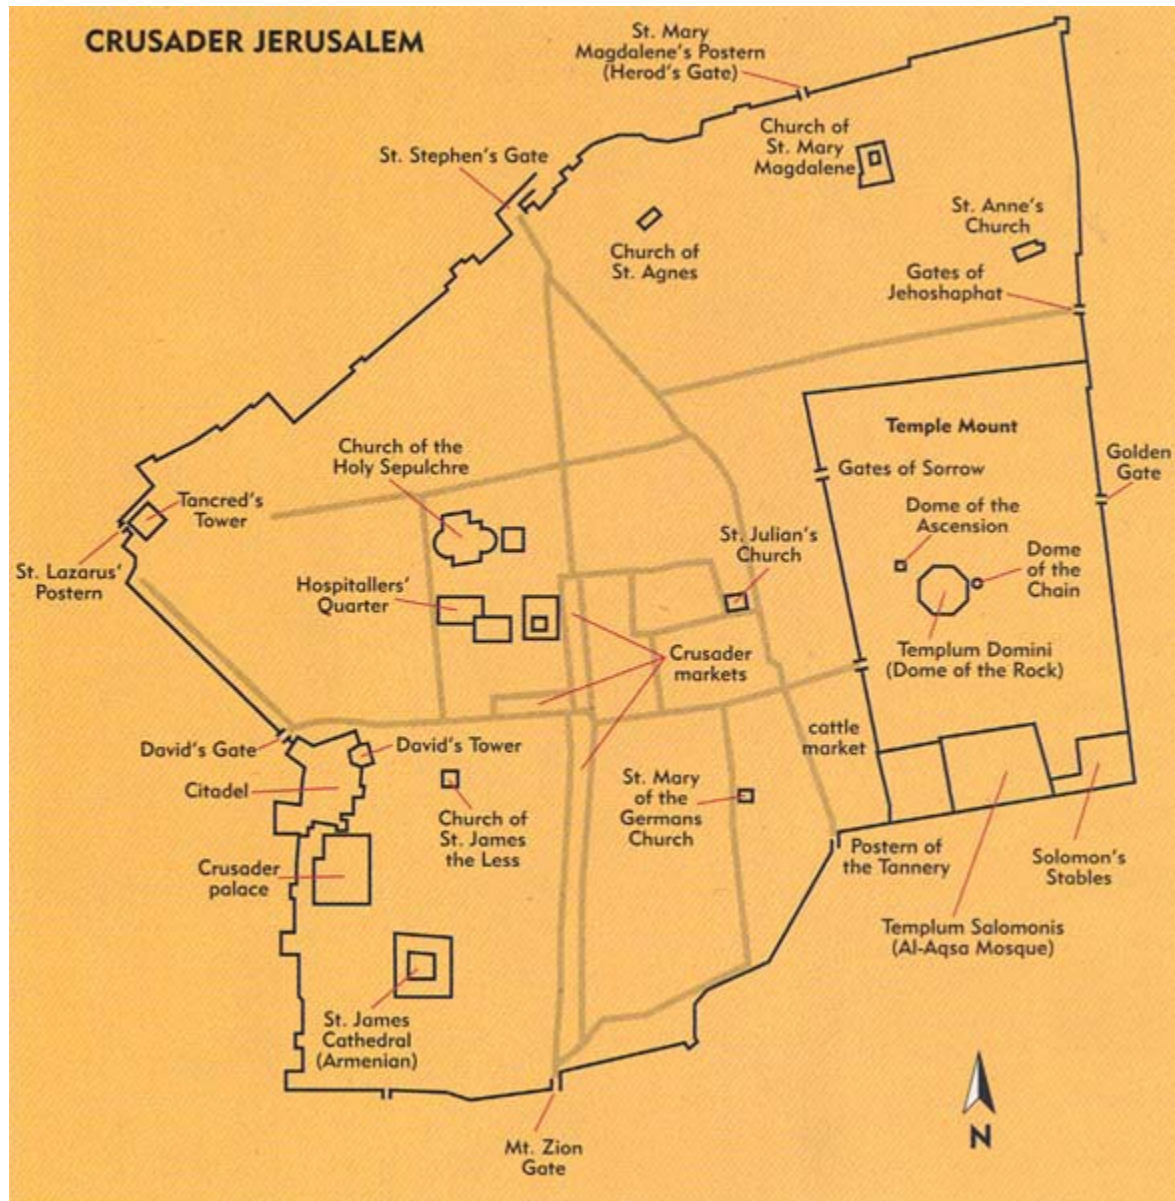 CRUSADER JERUSALEM
St. Mary
Magdalene's Postern
(Herod's Gate)
St. Stephen's Gate
Church of
St. Mary
Magdalene
St. Anne's
Church
Church of
St. Agnes
Gates of
Jehoshaphat
Temple Mount
Church of the
Holy Sepulchre
Gates of Sorrow
Golden
Gate
Tancred's
Tower
Dome of the
Ascension
St. Julian's
Church
Dome
of the
Chain
St. Lazarus'
Postern
Hospitallers'
Quarter
Crusader
markets
Templum Domini
(Dome of the Rock)
David's Gate
David's Tower
cattle
market
Citadel
St. Mary
of the
Germans
Church
Church of
St. James
the Less
Crusader
palace
Postern of
the Tannery
Solomon's
Stables
Templum Salomonis
(Al-Aqsa Mosque)
St. James
Cathedral
(Armenian)
N
Mt. Zion
Gate